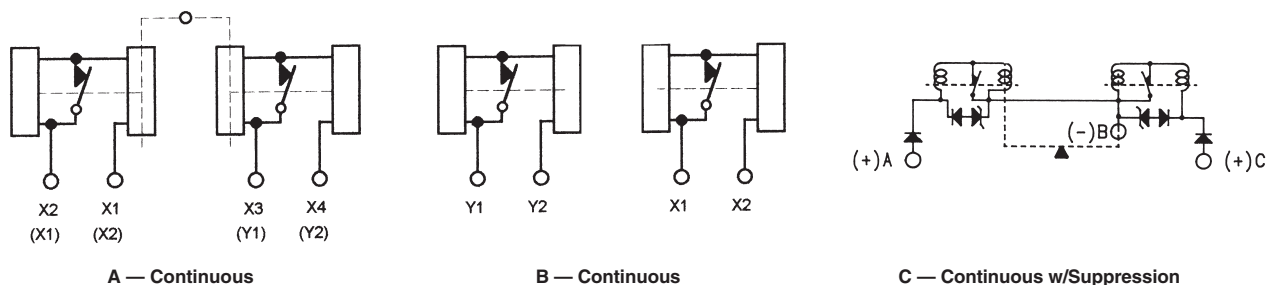 X2 X1 X3 X4
(X1) (X2) (Y1) (Y2)
A — Continuous
Y1 Y2 X1 X2
B — Continuous
(+)A (−)B (+)C
C — Continuous w/Suppression